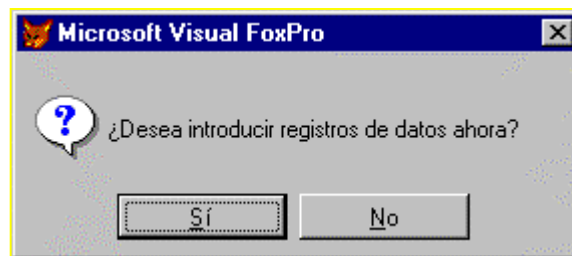 Microsoft Visual FoxPro
¿Desea introducir registros de datos ahora?
Sí
No